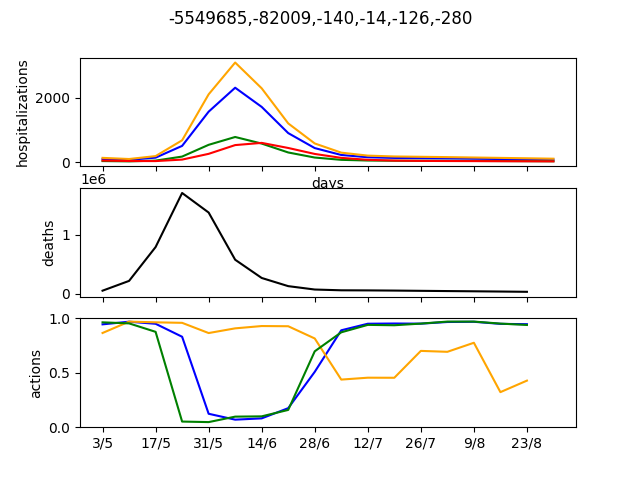 -5549685,-82009,-140,-14,-126,-280
hospitalizations
2000
0
days
1e6
deaths
1
0
actions
1.0
0.5
0.0
3/5 17/5 31/5 14/6 28/6 12/7 26/7 9/8 23/8